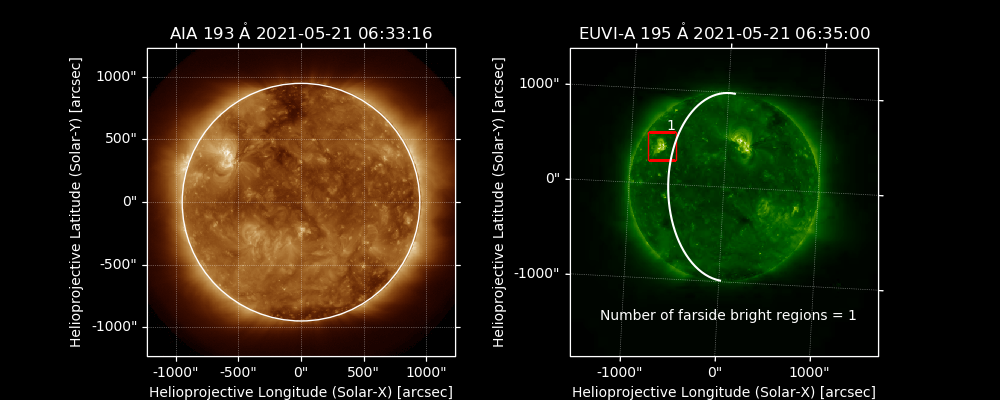 AIA 193 Å 2021-05-21 06:33:16
Helioprojective Latitude (Solar-Y) [arcsec]
1000"
500"
0"
-500"
-1000"
-1000" -500" 0" 500" 1000"
Helioprojective Longitude (Solar-X) [arcsec]
EUVI-A 195 Å 2021-05-21 06:35:00
Helioprojective Latitude (Solar-Y) [arcsec]
1000"
0"
-1000"
1
Number of farside bright regions = 1
-1000" 0" 1000"
Helioprojective Longitude (Solar-X) [arcsec]